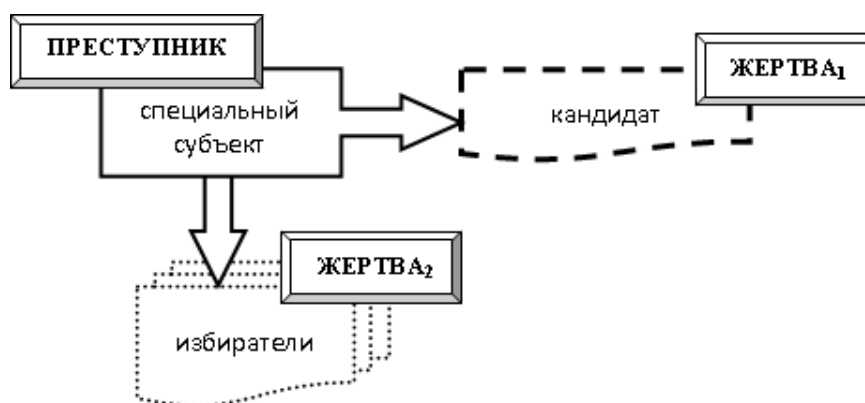 ПРЕСТУПНИК
специальный
субъект
ЖЕРТВА₁
кандидат
ЖЕРТВА₂
избиратели